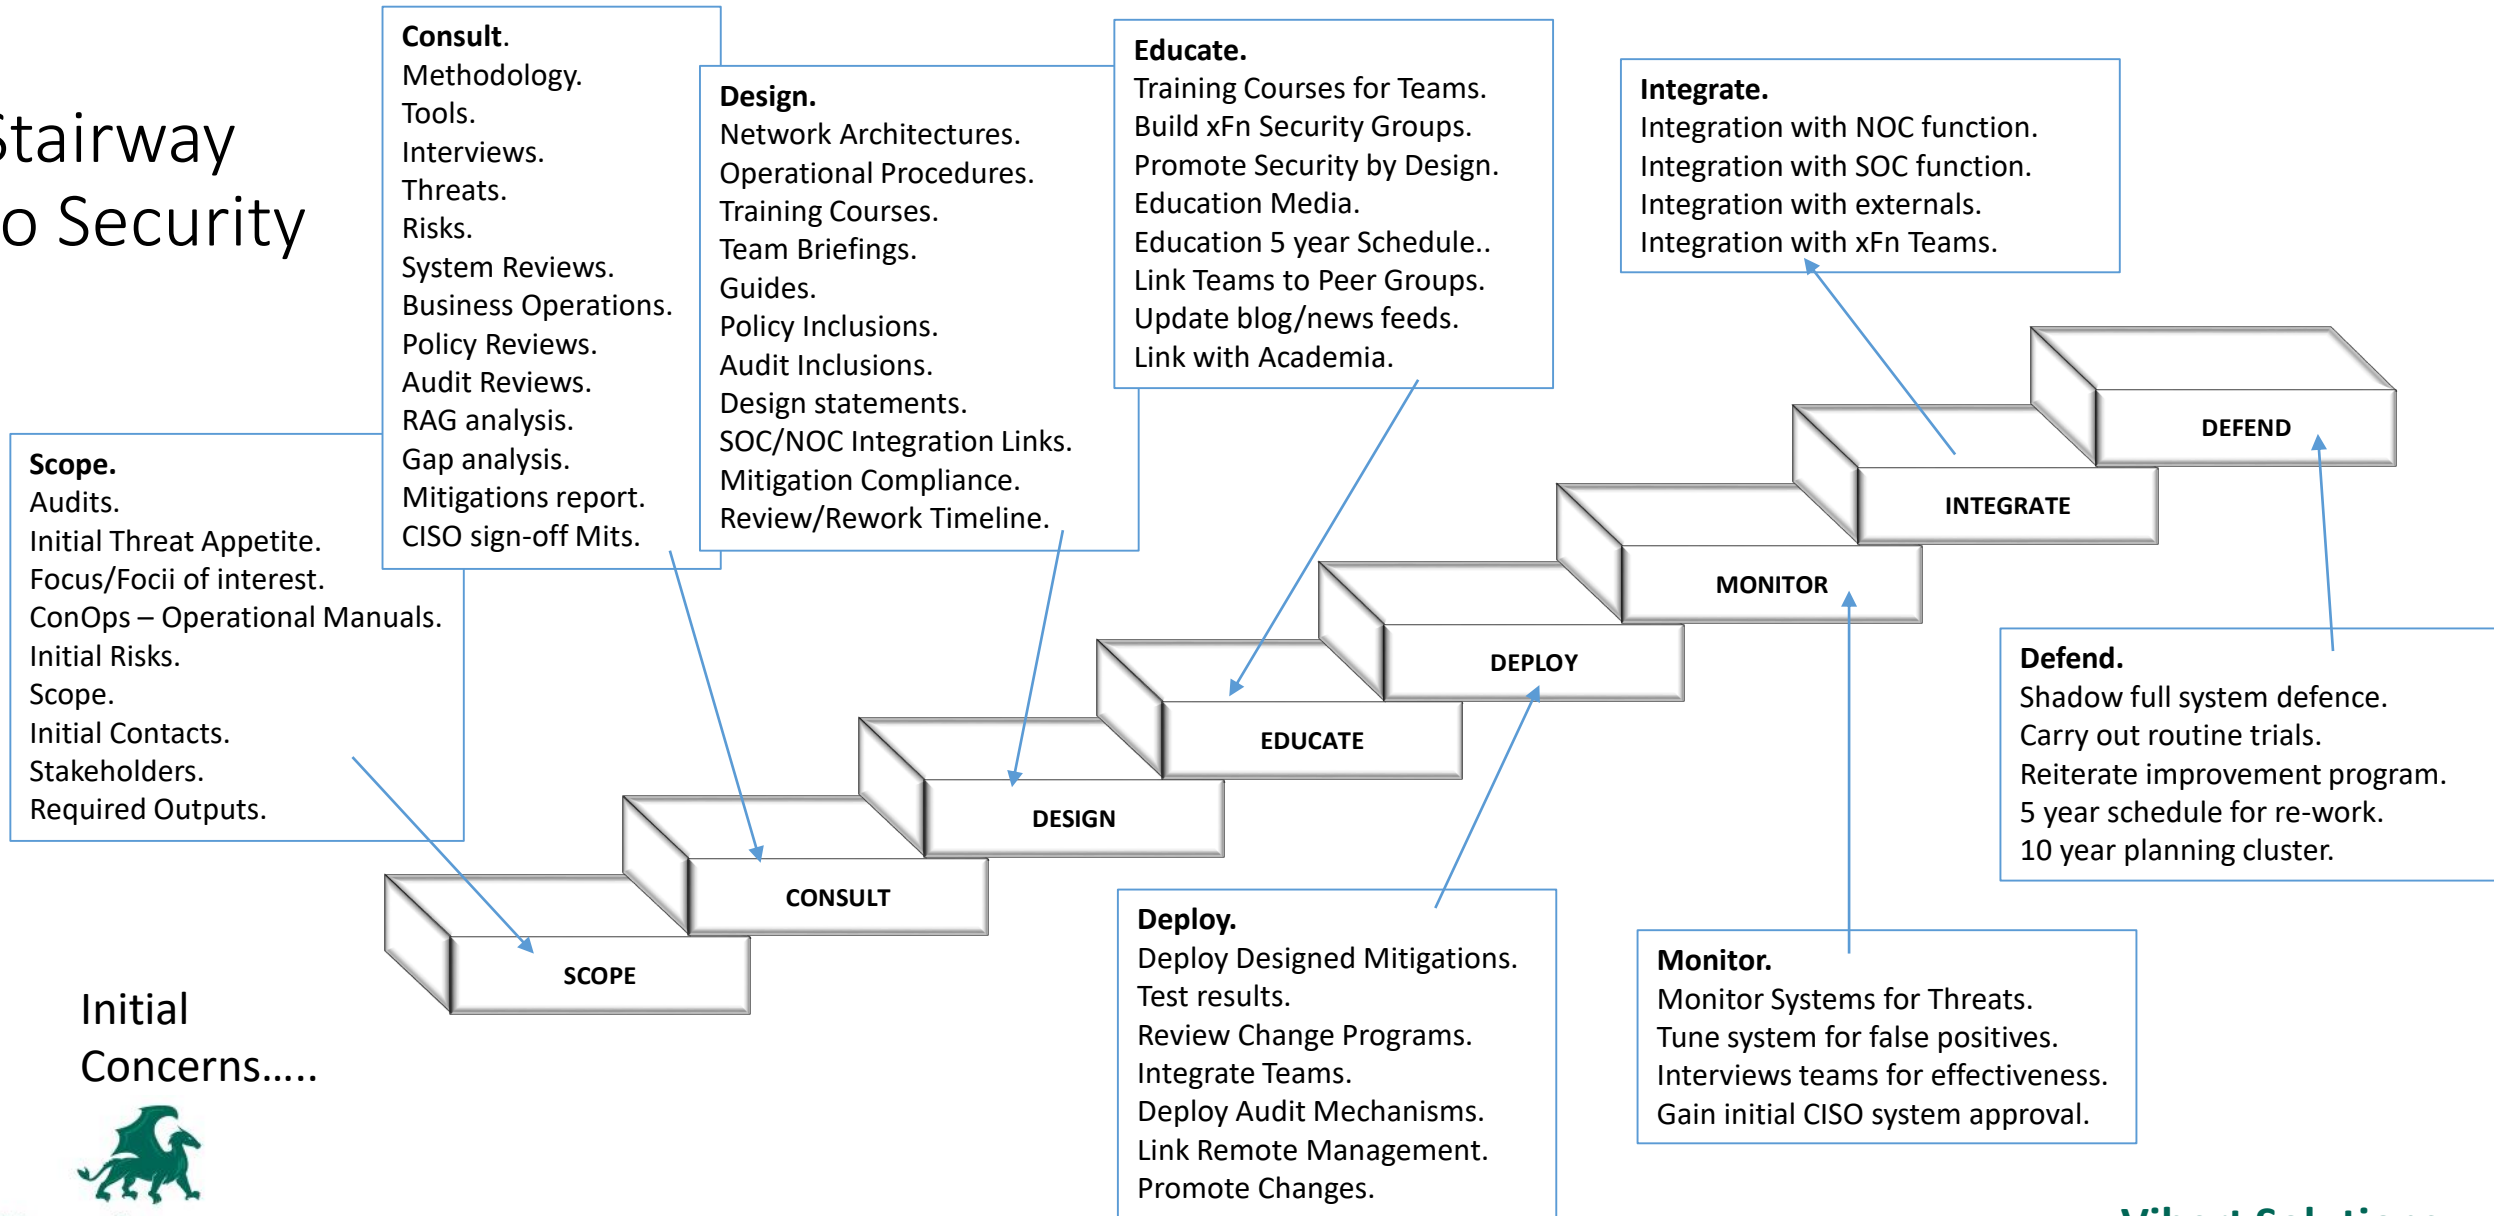 Stairway
o Security
Consult.
Methodology.
Tools.
Interviews.
Threats.
Risks.
System Reviews.
Business Operations.
Policy Reviews.
Audit Reviews.
RAG analysis.
Gap analysis.
Mitigations report.
CISO sign-off Mits.
Design.
Network Architectures.
Operational Procedures.
Training Courses.
Team Briefings.
Guides.
Policy Inclusions.
Audit Inclusions.
Design statements.
SOC/NOC Integration Links.
Mitigation Compliance.
Review/Rework Timeline.
Educate.
Training Courses for Teams.
Build xFn Security Groups.
Promote Security by Design.
Education Media.
Education 5 year Schedule..
Link Teams to Peer Groups.
Update blog/news feeds.
Link with Academia.
Integrate.
Integration with NOC function.
Integration with SOC function.
Integration with externals.
Integration with xFn Teams.
Scope.
Audits.
Initial Threat Appetite.
Focus/Focii of interest.
ConOps – Operational Manuals.
Initial Risks.
Scope.
Initial Contacts.
Stakeholders.
Required Outputs.
DEFEND
INTEGRATE
MONITOR
DEPLOY
EDUCATE
DESIGN
CONSULT
SCOPE
Defend.
Shadow full system defence.
Carry out routine trials.
Reiterate improvement program.
5 year schedule for re-work.
10 year planning cluster.
Deploy.
Deploy Designed Mitigations.
Test results.
Review Change Programs.
Integrate Teams.
Deploy Audit Mechanisms.
Link Remote Management.
Promote Changes.
Monitor.
Monitor Systems for Threats.
Tune system for false positives.
Interviews teams for effectiveness.
Gain initial CISO system approval.
Initial
Concerns.....
Vibert Solutions